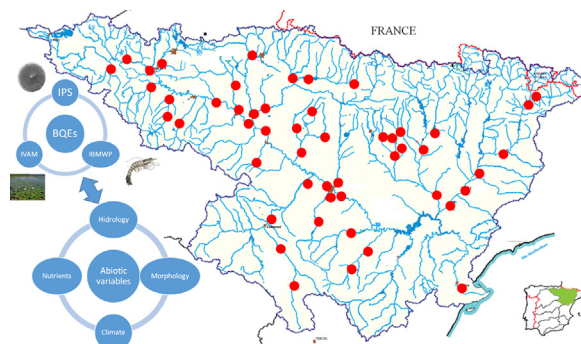 FRANCE
IPS
BQEs
IVAM
IBMWP
Hidrology
Nutrients
Abiotic
variables
Morphology
Climate